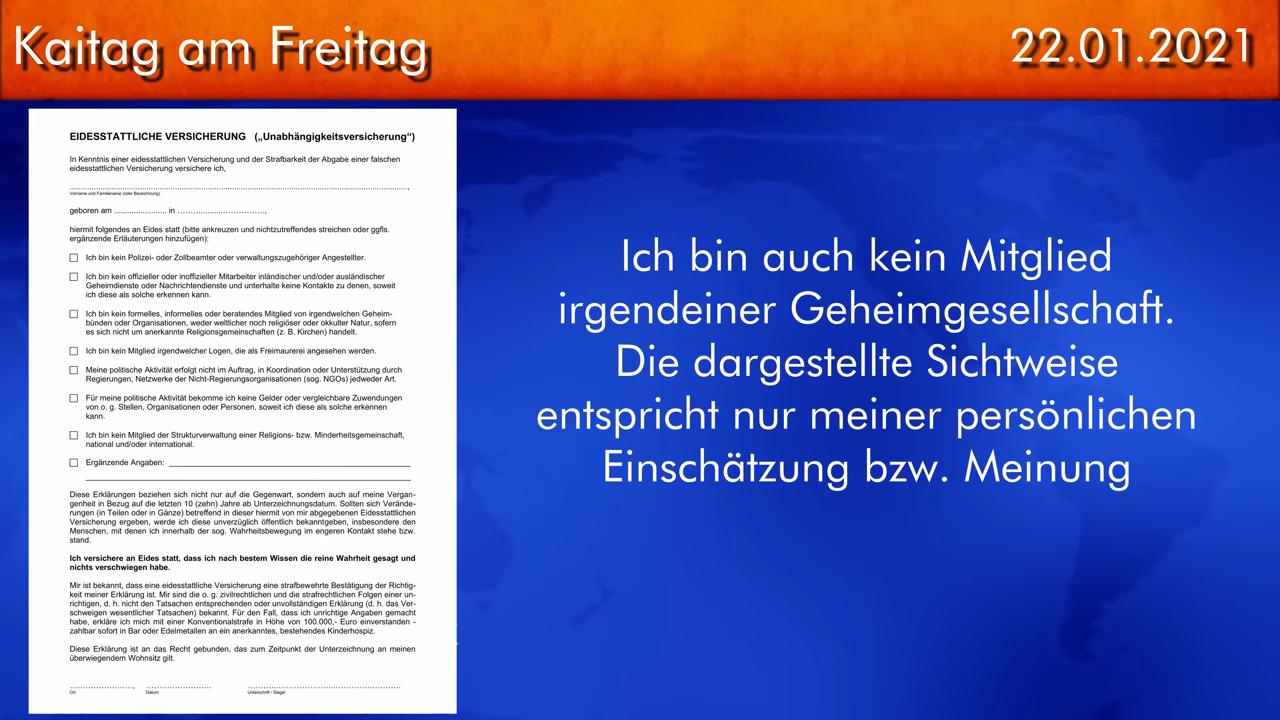 Kaitag am Freitag
22.01.2021
EIDESSTATTLICHE VERSICHERUNG („Unabhängigkeitsversicherung“)
In Kenntnis einer eidesstattlichen Versicherung und der Strafbarkeit der Abgabe einer falschen
eidesstattlichen Versicherung versichere ich,
Vorname und Familienname (oder Bezeichnung)
geboren am ......................... in .............................,
hiermit folgendes an Eides statt (bitte ankreuzen und nichtzutreffendes streichen oder ggfls.
ergänzende Erläuterungen hinzufügen):
Ich bin kein Polizei- oder Zollbeamter oder verwaltungszugehöriger Angestellter.
Ich bin kein offizieller oder inoffizieller Mitarbeiter inländischer und/oder ausländischer
Geheimdienste oder Nachrichtendienste und unterhalte keine Kontakte zu denen, soweit
ich diese als solche erkennen kann.
Ich bin kein formelles, informelles oder beratendes Mitglied von irgendwelchen Geheim-
bünden oder Organisationen, weder weltlicher noch religiöser oder okkulter Natur, sofern
es sich nicht um anerkannte Religionsgemeinschaften (z. B. Kirchen) handelt.
Ich bin kein Mitglied irgendwelcher Logen, die als Freimaurerei angesehen werden.
Meine politische Aktivität erfolgt nicht im Auftrag, in Koordination oder Unterstützung durch
Regierungen, Netzwerke der Nicht-Regierungsorganisationen (sog. NGOs) jedweder Art.
Für meine politische Aktivität bekomme ich keine Gelder oder vergleichbare Zuwendungen
von o. g. Stellen, Organisationen oder Personen, soweit ich diese als solche erkennen
kann.
Ich bin kein Mitglied der Strukturverwaltung einer Religions- bzw. Minderheitsgemeinschaft,
national und/oder international.
Ergänzende Angaben:
Diese Erklärungen beziehen sich nicht nur auf die Gegenwart, sondern auch auf meine Vergan-
genheit in Bezug auf die letzten 10 (zehn) Jahre ab Unterzeichnungsdatum. Sollten sich Verände-
rungen (in Teilen oder in Gänze) betreffend in dieser hiermit von mir abgegebenen Eidesstattlichen
Versicherung ergeben, werde ich diese unverzüglich öffentlich bekanntgeben, insbesondere den
Menschen, mit denen ich innerhalb der sog. Wahrheitsbewegung im engeren Kontakt stehe bzw.
stand.
Ich versichere an Eides statt, dass ich nach bestem Wissen die reine Wahrheit gesagt und
nichts verschwiegen habe.
Mir ist bekannt, dass eine eidesstattliche Versicherung eine strafbewehrte Bestätigung der Richtig-
keit meiner Erklärung ist. Mir sind die o. g. zivilrechtlichen und die strafrechtlichen Folgen einer un-
richtigen, d. h. nicht den Tatsachen entsprechenden oder unvollständigen Erklärung (d. h. das Ver-
schweigen wesentlicher Tatsachen) bekannt. Für den Fall, dass ich unrichtige Angaben gemacht
habe, erkläre ich mich mit einer Konventionalstrafe in Höhe von 100.000,- Euro einverstanden -
zahlbar sofort in Bar oder Edelmetallen an ein anerkanntes, bestehendes Kinderhospiz.
Diese Erklärung ist an das Recht gebunden, das zum Zeitpunkt der Unterzeichnung an meinen
überwiegendem Wohnsitz gilt.
Ort Datum Unterschrift / Siegel
Ich bin auch kein Mitglied
irgendeiner Geheimgesellschaft.
Die dargestellte Sichtweise
entspricht nur meiner persönlichen
Einschätzung bzw. Meinung